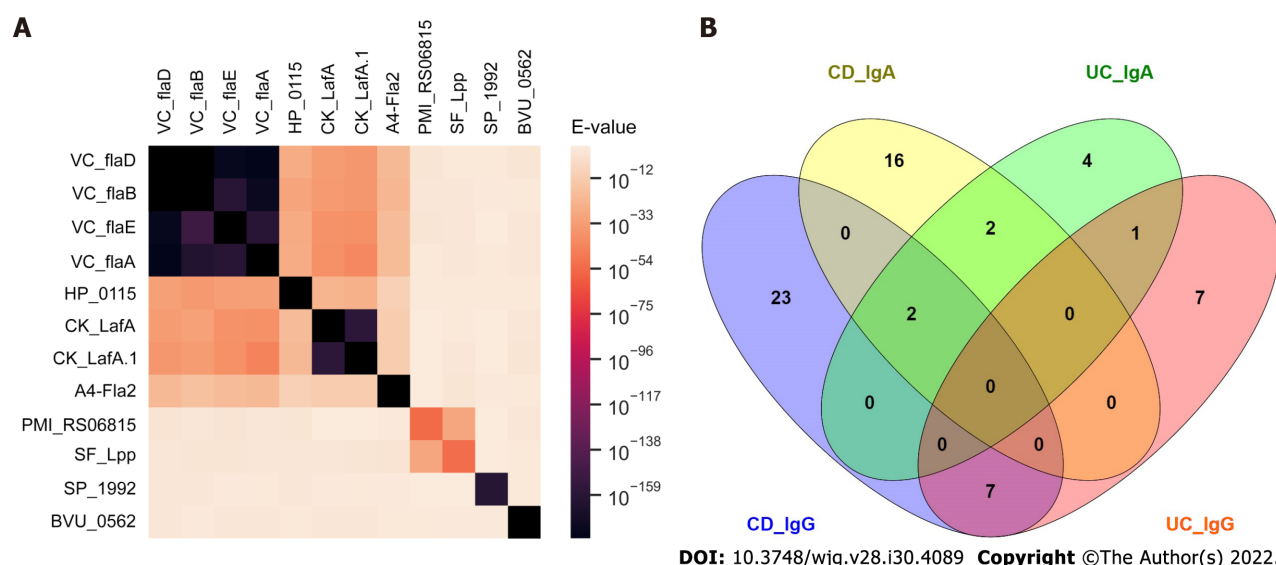 A
B
VC_flaD
VC_flaB
VC_flaE
VC_flaA
HP_0115
CK_LafA
CK_LafA.1
A4-Fla2
PMI_RS06815
SF_Lpp
SP_1992
BVU_0562
VC_flaD
VC_flaB
VC_flaE
VC_flaA
HP_0115
CK_LafA
CK_LafA.1
A4-Fla2
PMI_RS06815
SF_Lpp
SP_1992
BVU_0562
E-value
10−12
10−33
10−54
10−75
10−96
10−117
10−138
10−159
CD_IgA
UC_IgA
16
4
0
2
1
23
2
0
7
0
0
0
0
0
7
CD_IgG
UC_IgG
DOI: 10.3748/wjg.v28.i30.4089 Copyright ©The Author(s) 2022.